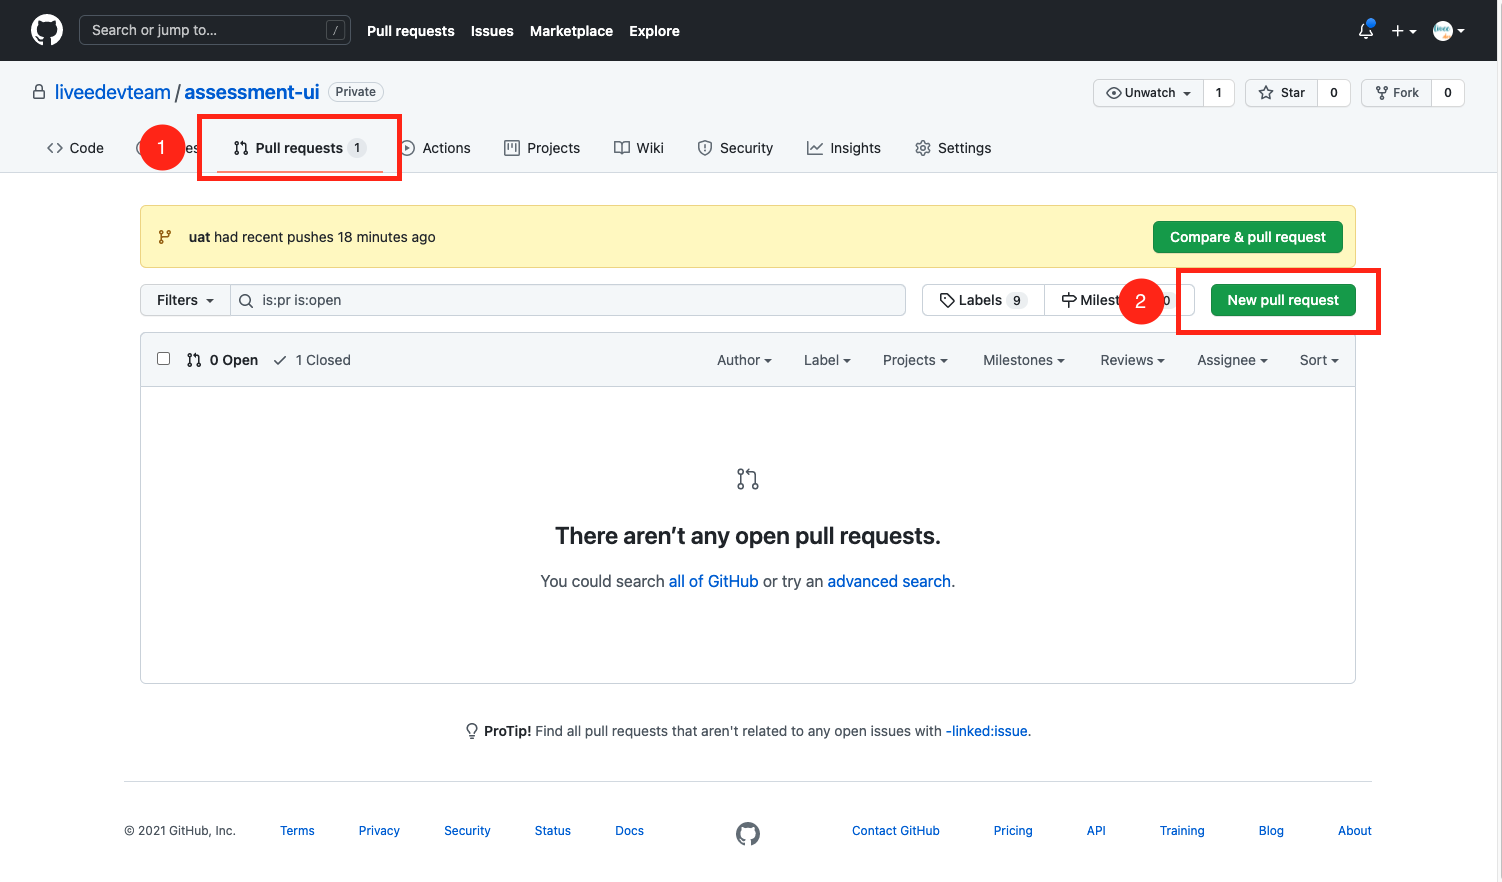 Search or jump to... /
Pull requests Issues Marketplace Explore
liveedevteam / assessment-ui Private
Unwatch 1 Star 0 Fork 0
Code 1 Pull requests 1 Actions Projects Wiki Security Insights Settings
uat had recent pushes 18 minutes ago Compare & pull request
Filters is:pr is:open Labels 9 2 0 New pull request
0 Open 1 Closed Author Label Projects Milestones Reviews Assignee Sort
There aren’t any open pull requests.
You could search all of GitHub or try an advanced search.
ProTip! Find all pull requests that aren't related to any open issues with -linked:issue.
© 2021 GitHub, Inc. Terms Privacy Security Status Docs Contact GitHub Pricing API Training Blog About